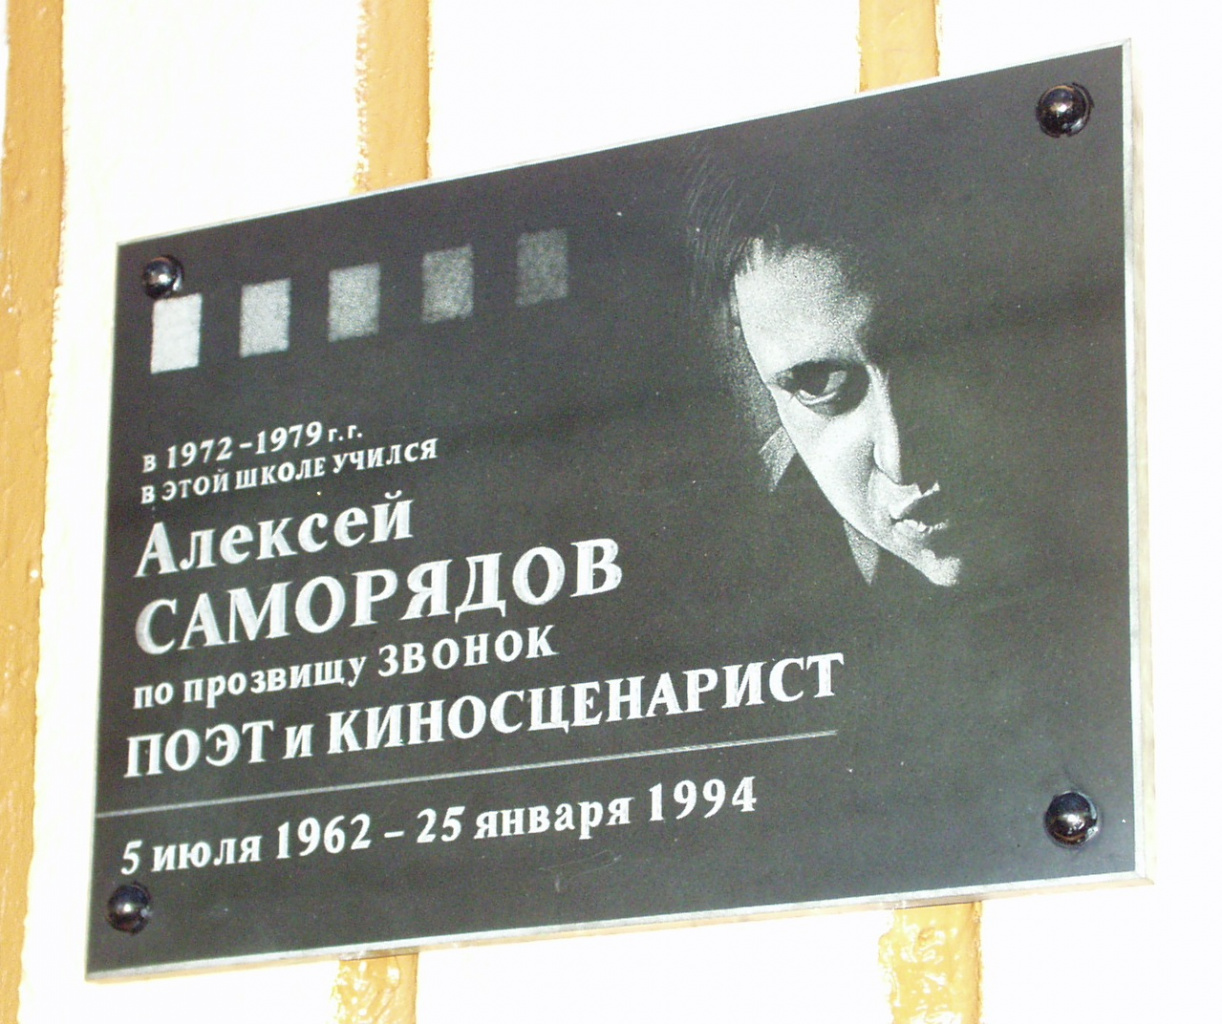 в 1972-1979 г.г.
в этой школе учился
Алексей
САМОРЯДОВ
по прозвищу ЗВОНОК
ПОЭТ и КИНОСЦЕНАРИСТ
5 июля 1962 - 25 января 1994